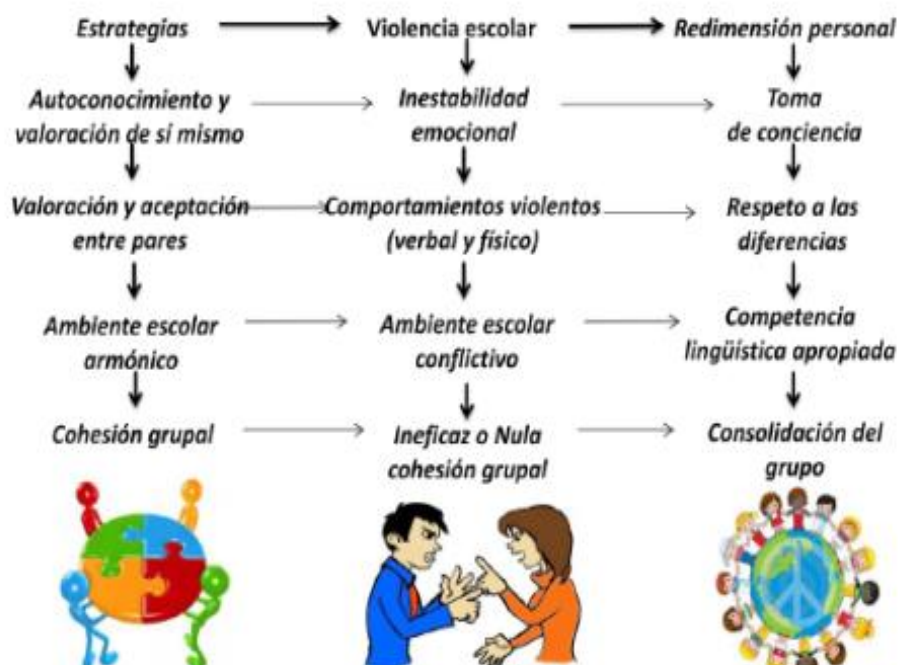 Estrategias
Violencia escolar
Redimensión personal
Autoconocimiento y
valoración de sí mismo
Inestabilidad
emocional
Toma
de conciencia
Valoración y aceptación
entre pares
Comportamientos violentos
(verbal y físico)
Respeto a las
diferencias
Ambiente escolar
armónico
Ambiente escolar
conflictivo
Competencia
lingüística apropiada
Cohesión grupal
Ineficaz o Nula
cohesión grupal
Consolidación del
grupo